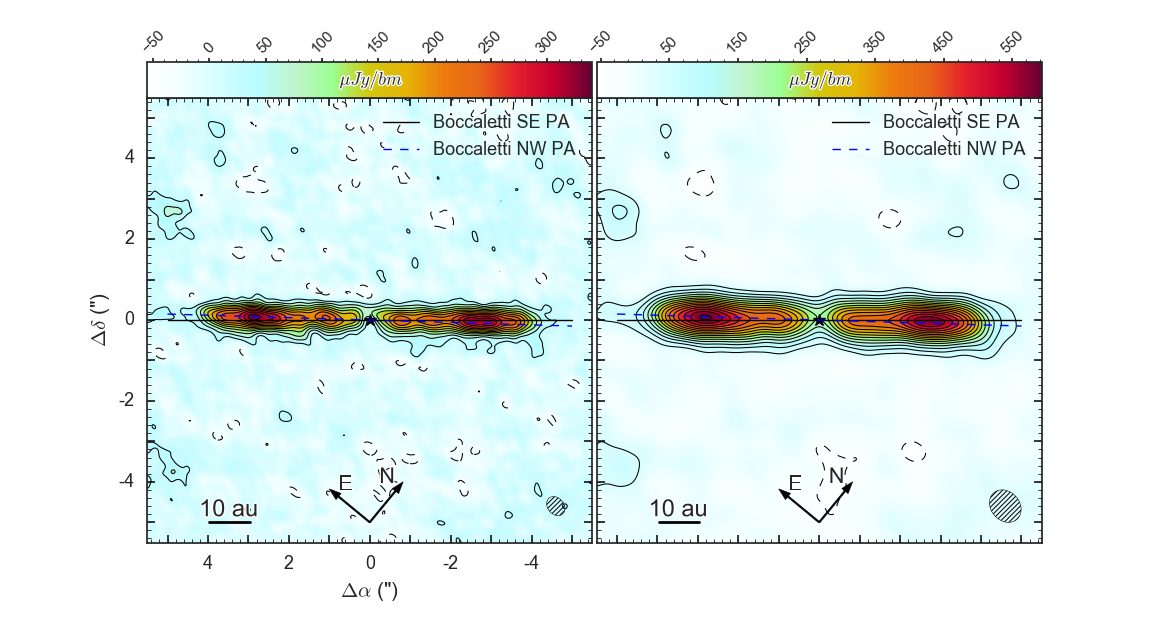 -50 0 50 100 150 200 250 300
-50 50 150 250 350 450 550
μJy/bm
μJy/bm
Boccaletti SE PA
Boccaletti NW PA
Boccaletti SE PA
Boccaletti NW PA
4
2
0
-2
-4
Δδ (")
E N
10 au
E N
10 au
4 2 0 -2 -4
Δα (")